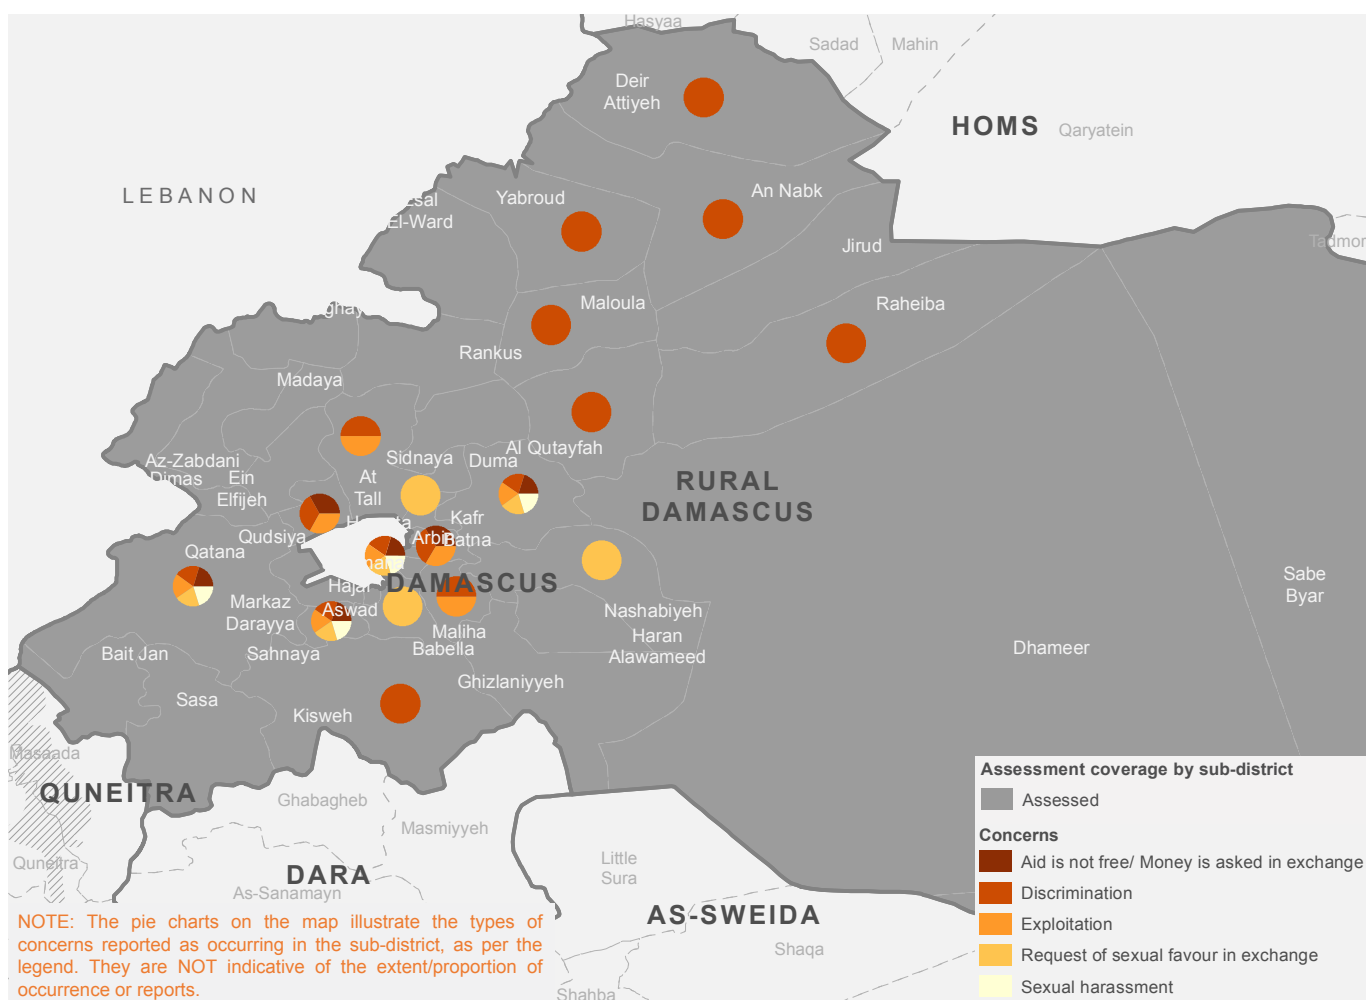 Hasyaa
Sadad
Mahin
Deir
Attiyeh
HOMS
Qaryatein
LEBANON
Yabroud
An Nabk
El-Ward
Jirud
Tadmor
Raheiba
Maloula
Rankus
Madaya
Al Qutayfah
Sidnaya
Duma
Az-Zabdani
Dimas
Ein
Elfijeh
At
Tall
RURAL
DAMASCUS
Kafr
Batna
Arbin
Qudsiya
Qatana
DAMASCUS
Hajar
Aswad
Markaz
Darayya
Nashabiyeh
Haran
Alawameed
Sabe
Byar
Maliha
Babella
Dhameer
Bait Jan
Sahnaya
Ghizlaniyyeh
Sasa
Kisweh
Masaada
QUNEITRA
Ghabagheb
Masmiyyeh
Quneitra
DARA
Little
Sura
As-Sanamayn
AS-SWEIDA
Shaqa
Shahba
Assessment coverage by sub-district
Assessed
Concerns
Aid is not free/ Money is asked in exchange
Discrimination
Exploitation
Request of sexual favour in exchange
Sexual harassment
NOTE: The pie charts on the map illustrate the types of
concerns reported as occurring in the sub-district, as per the
legend. They are NOT indicative of the extent/proportion of
occurrence or reports.